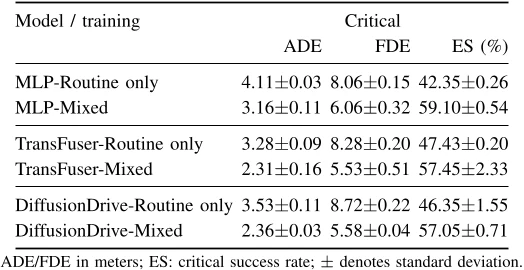 Model / training Critical
ADE FDE ES (%)
MLP-Routine only 4.11±0.03 8.06±0.15 42.35±0.26
MLP-Mixed 3.16±0.11 6.06±0.32 59.10±0.54
TransFuser-Routine only 3.28±0.09 8.28±0.20 47.43±0.20
TransFuser-Mixed 2.31±0.16 5.53±0.51 57.45±2.33
DiffusionDrive-Routine only 3.53±0.11 8.72±0.22 46.35±1.55
DiffusionDrive-Mixed 2.36±0.03 5.58±0.04 57.05±0.71
ADE/FDE in meters; ES: critical success rate; ± denotes standard deviation.